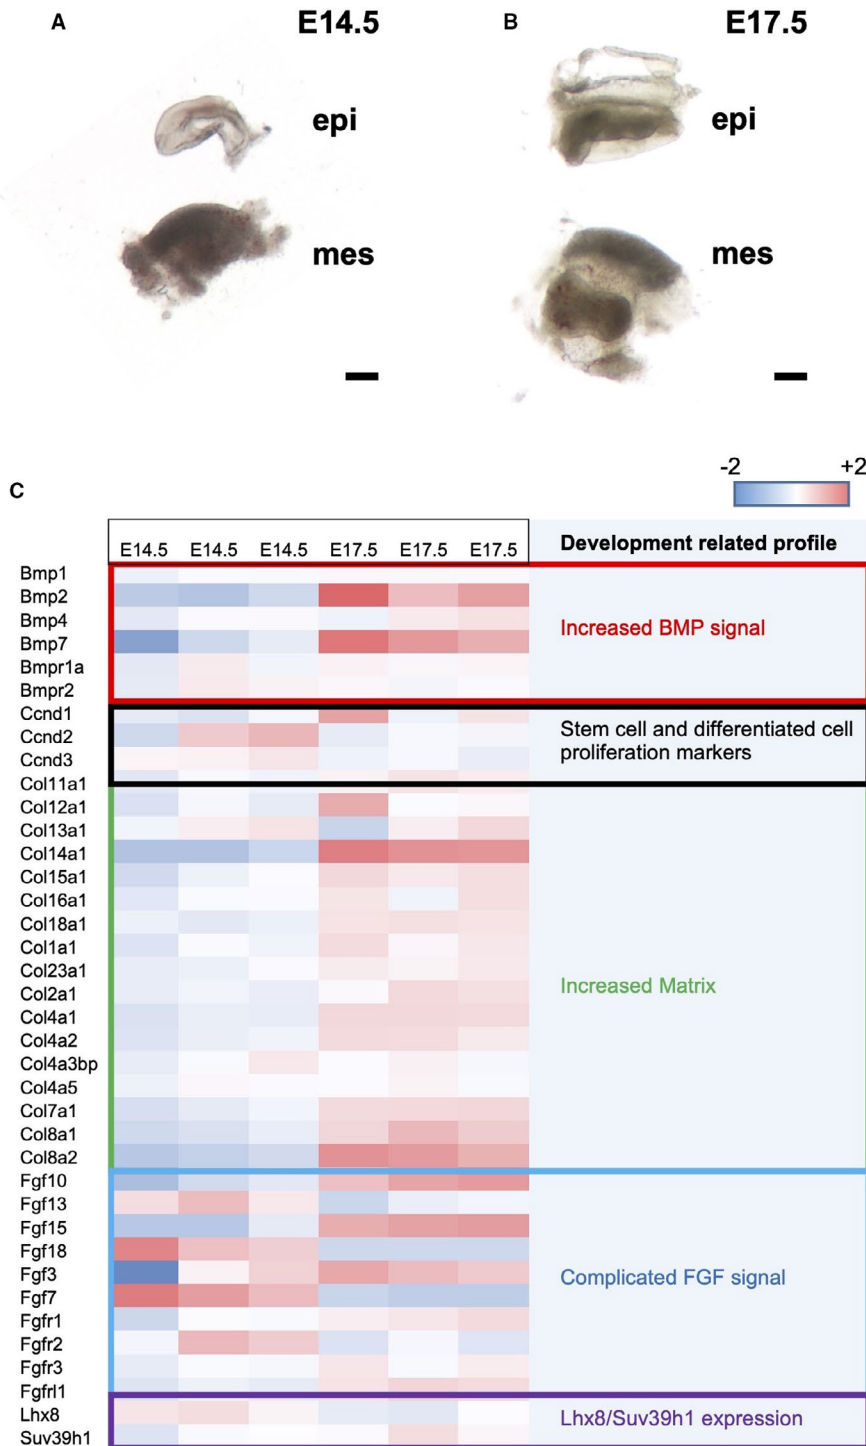 A
E14.5
epi
mes
B
E17.5
epi
mes
C
-2 +2
E14.5 E14.5 E14.5 E17.5 E17.5 E17.5 Development related profile
Bmp1
Bmp2
Bmp4
Bmp7
Bmpr1a
Bmpr2
Increased BMP signal
Ccnd1
Ccnd2
Ccnd3
Col11a1
Stem cell and differentiated cell
proliferation markers
Col12a1
Col13a1
Col14a1
Col15a1
Col16a1
Col18a1
Col1a1
Col23a1
Col2a1
Col4a1
Col4a2
Col4a3bp
Col4a5
Col7a1
Col8a1
Col8a2
Increased Matrix
Fgf10
Fgf13
Fgf15
Fgf18
Fgf3
Fgf7
Fgfr1
Fgfr2
Fgfr3
Fgfrl1
Complicated FGF signal
Lhx8
Suv39h1
Lhx8/Suv39h1 expression